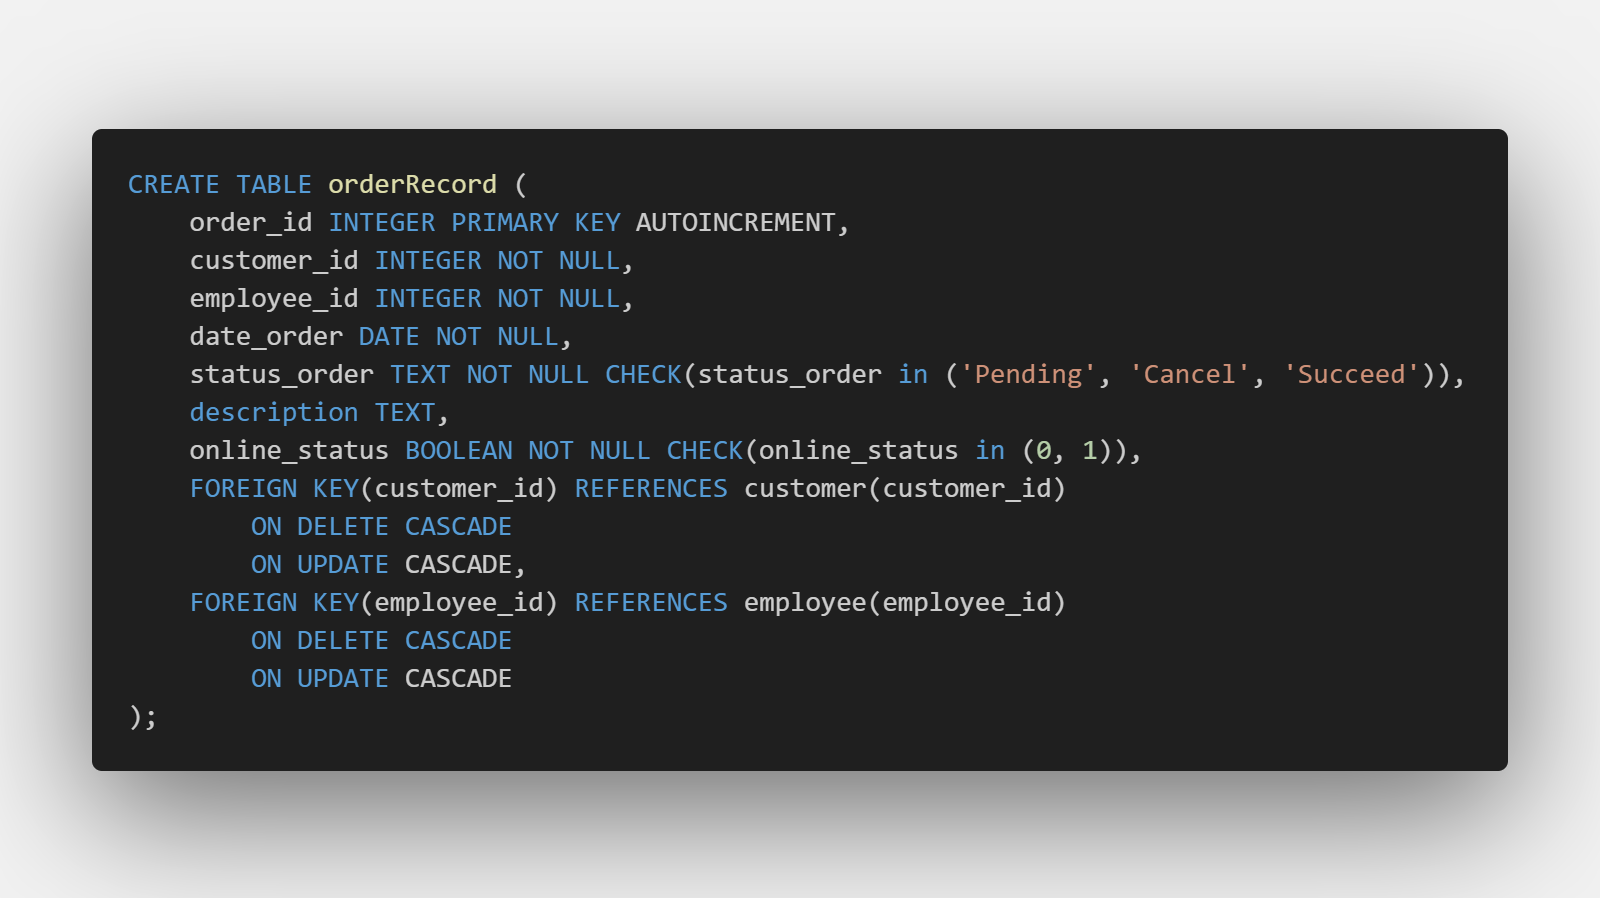 CREATE TABLE orderRecord (
    order_id INTEGER PRIMARY KEY AUTOINCREMENT,
    customer_id INTEGER NOT NULL,
    employee_id INTEGER NOT NULL,
    date_order DATE NOT NULL,
    status_order TEXT NOT NULL CHECK(status_order in ('Pending', 'Cancel', 'Succeed')),
    description TEXT,
    online_status BOOLEAN NOT NULL CHECK(online_status in (0, 1)),
    FOREIGN KEY(customer_id) REFERENCES customer(customer_id)
        ON DELETE CASCADE
        ON UPDATE CASCADE,
    FOREIGN KEY(employee_id) REFERENCES employee(employee_id)
        ON DELETE CASCADE
        ON UPDATE CASCADE
);